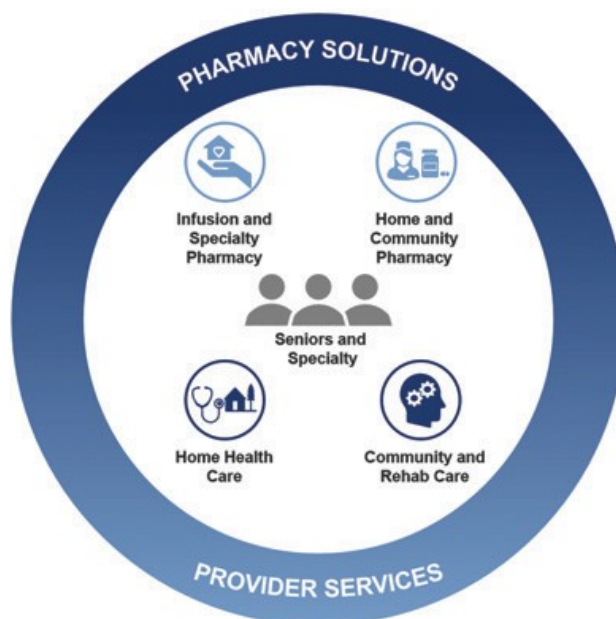 PHARMACY SOLUTIONS
Infusion and
Specialty
Pharmacy
Home and
Community
Pharmacy
Seniors and
Specialty
Home Health
Care
Community and
Rehab Care
PROVIDER SERVICES